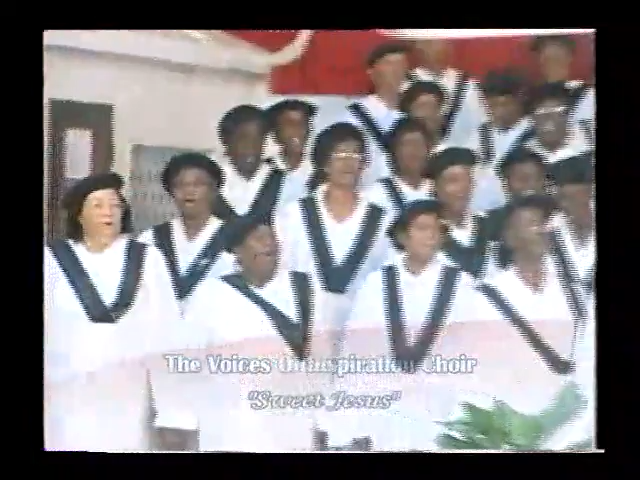 The Voices Of Inspiration Choir
"Sweet Jesus"